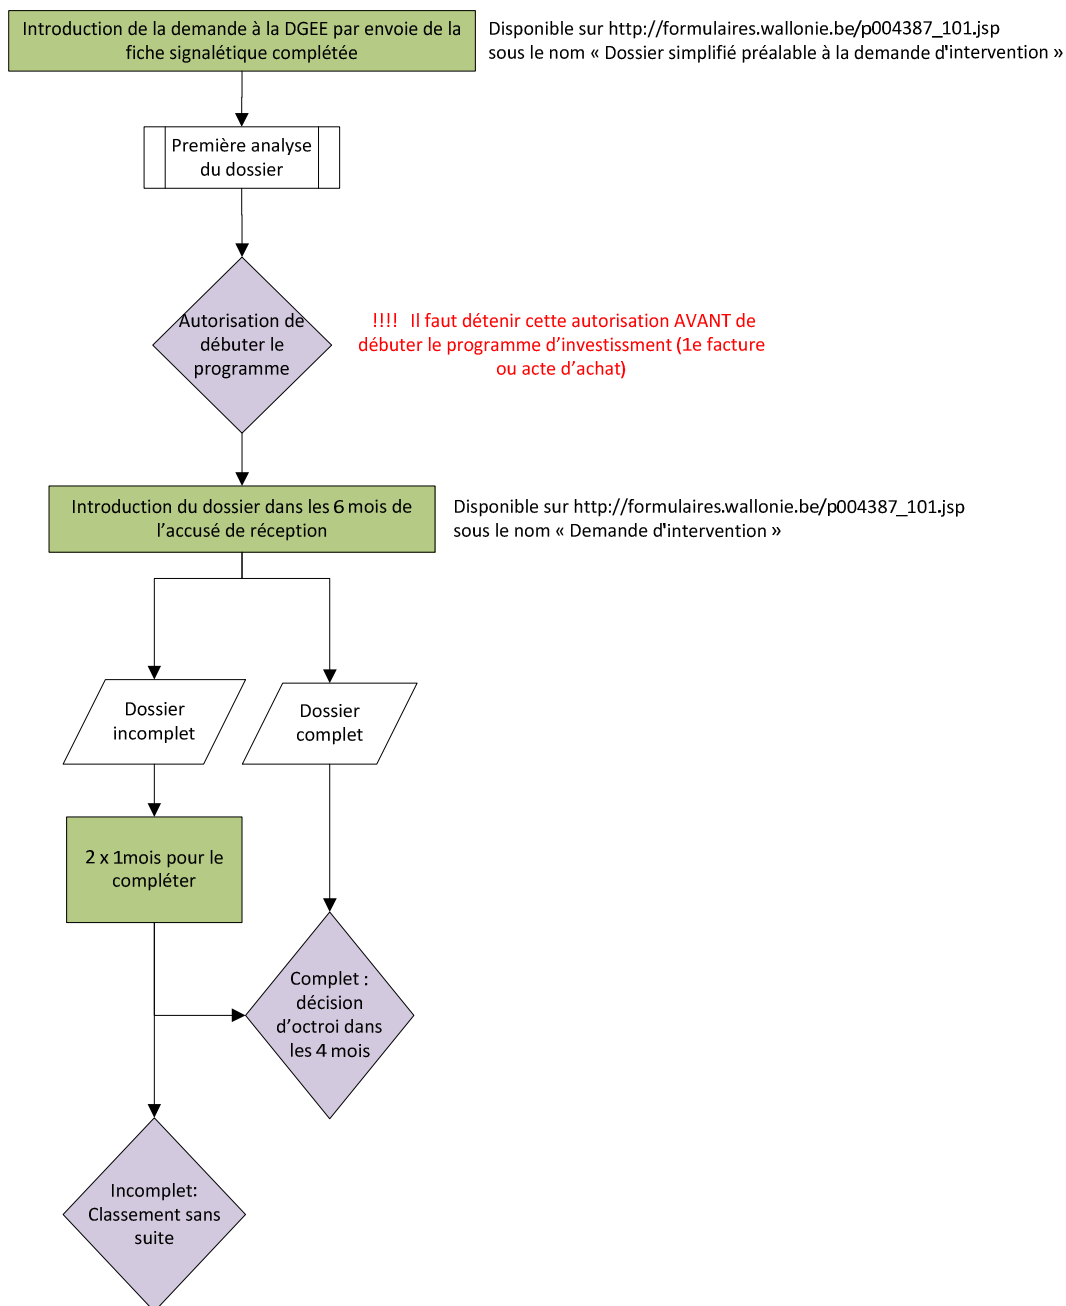 Introduction de la demande à la DGEE par envoie de la
fiche signalétique complétée
Disponible sur http://formulaires.wallonie.be/p004387_101.jsp
sous le nom « Dossier simplifié préalable à la demande d'intervention »
Première analyse
du dossier
Autorisation de
débuter le
programme
!!!! Il faut détenir cette autorisation AVANT de
débuter le programme d’investissment (1e facture
ou acte d’achat)
Introduction du dossier dans les 6 mois de
l’accusé de réception
Disponible sur http://formulaires.wallonie.be/p004387_101.jsp
sous le nom « Demande d'intervention »
Dossier
incomplet
Dossier
complet
2 x 1mois pour le
compléter
Complet :
décision
d’octroi dans
les 4 mois
Incomplet:
Classement sans
suite